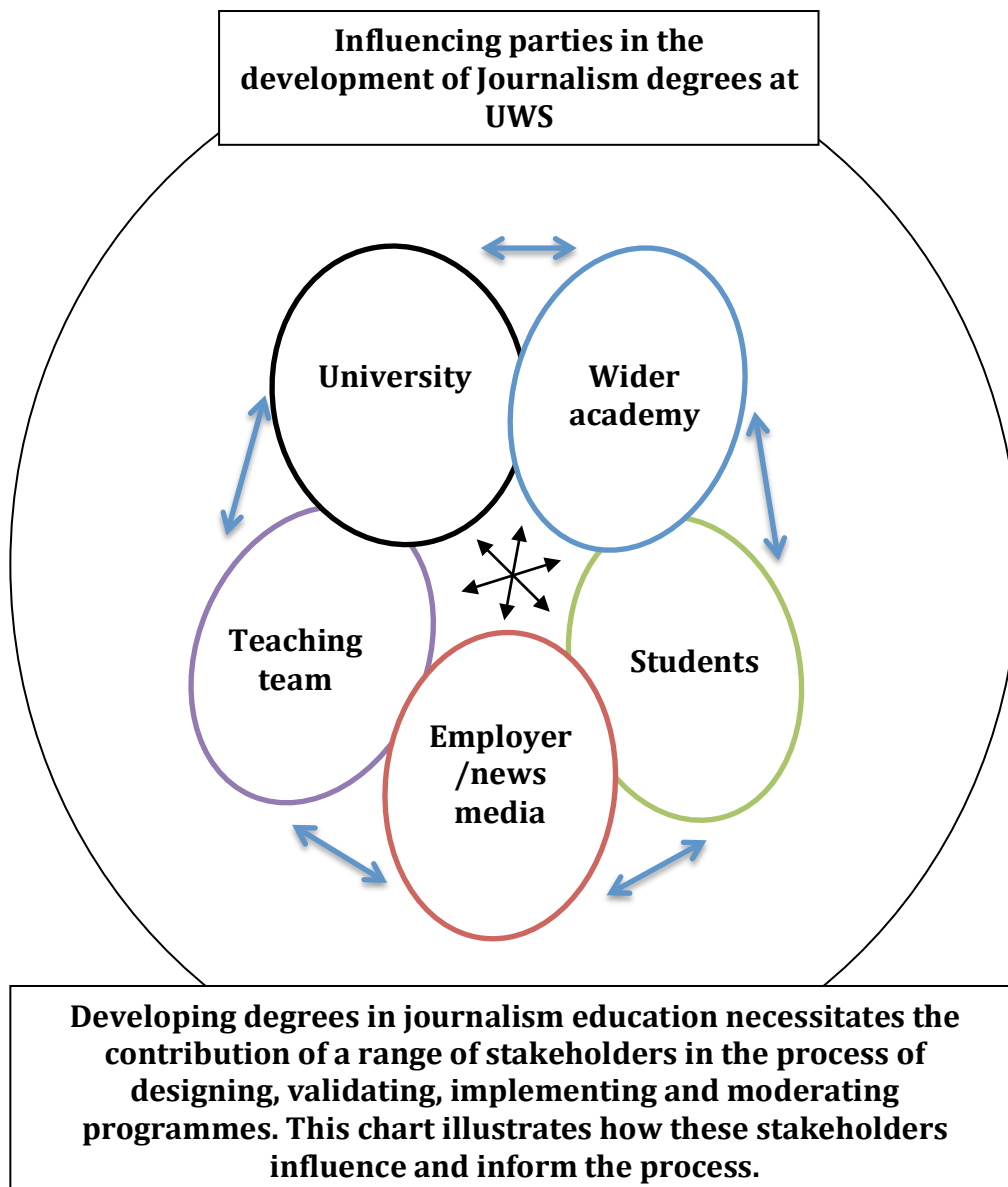 Influencing parties in the
development of Journalism degrees at
UWS
University
Wider
academy
Teaching
team
Students
Employer
/news
media
Developing degrees in journalism education necessitates the
contribution of a range of stakeholders in the process of
designing, validating, implementing and moderating
programmes. This chart illustrates how these stakeholders
influence and inform the process.